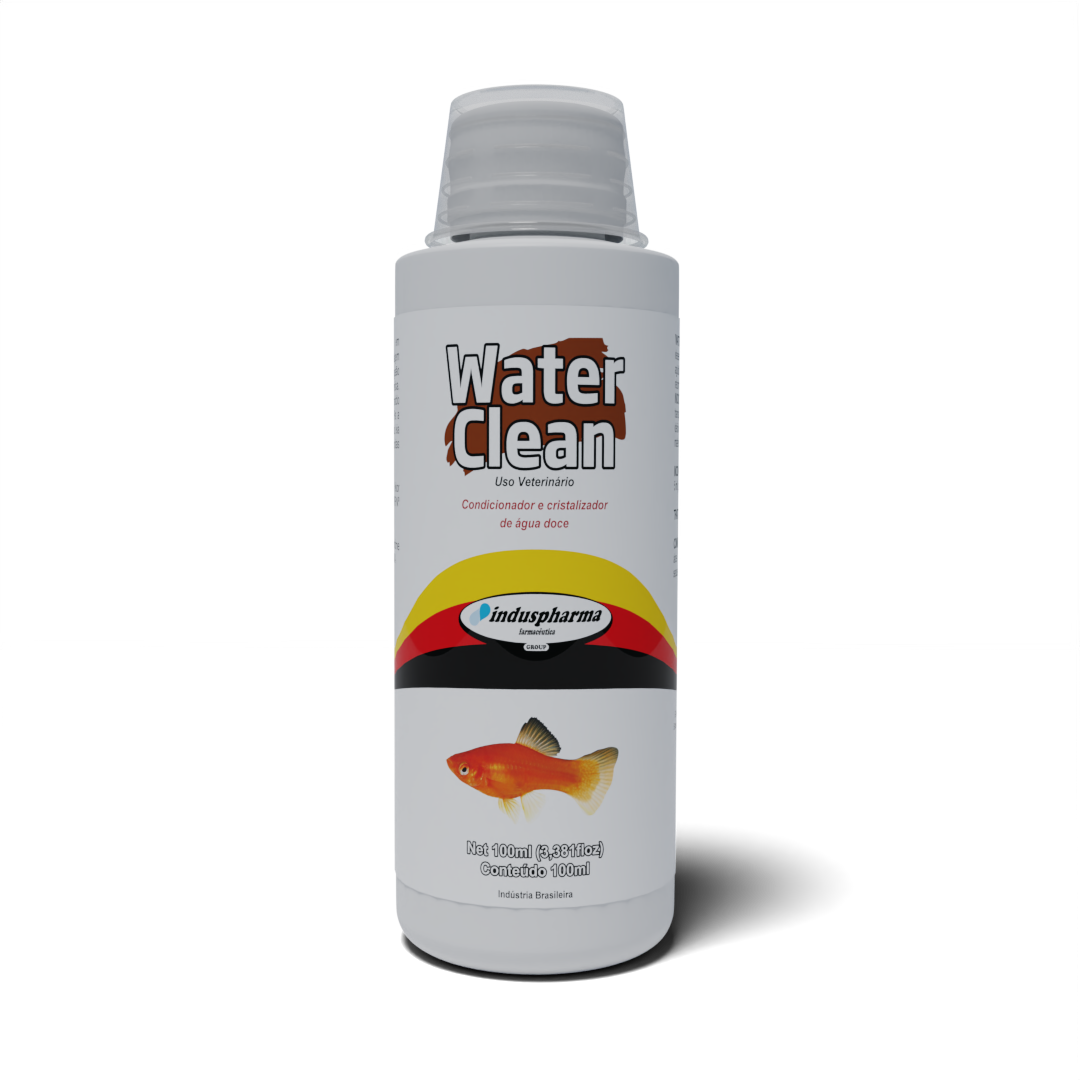 Water
Clean
Uso Veterinário
Condicionador e cristalizador
de água doce
induspharma
farmacêutica
GROUP
Net 100ml (3,381floz)
Conteúdo 100ml
Indústria Brasileira